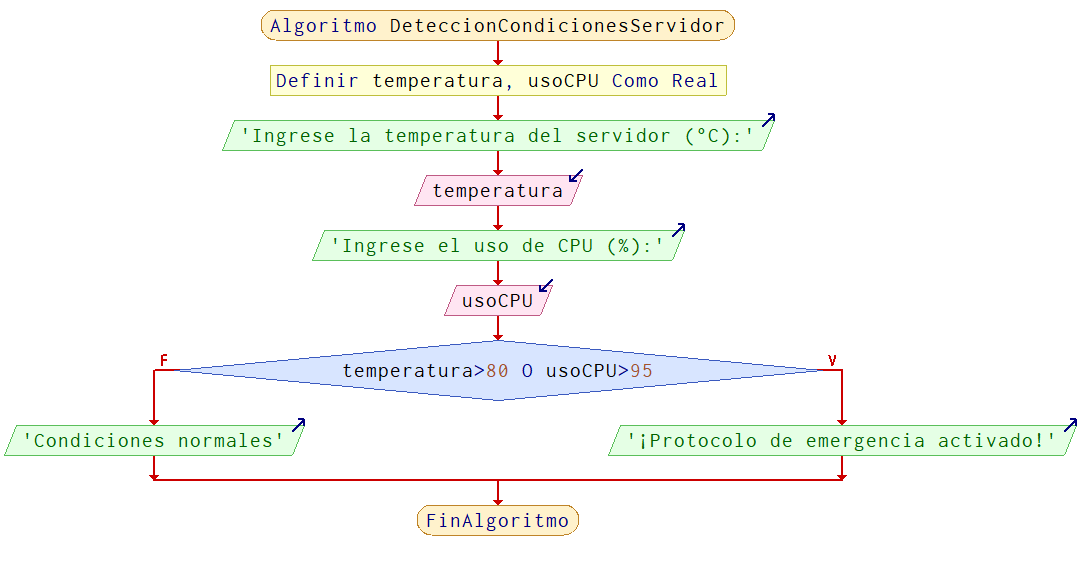 Algoritmo DeteccionCondicionesServidor
Definir temperatura, usoCPU Como Real
'Ingrese la temperatura del servidor (°C):'
temperatura
'Ingrese el uso de CPU (%):'
usoCPU
F
V
temperatura>80 O usoCPU>95
'Condiciones normales'
'¡Protocolo de emergencia activado!'
FinAlgoritmo